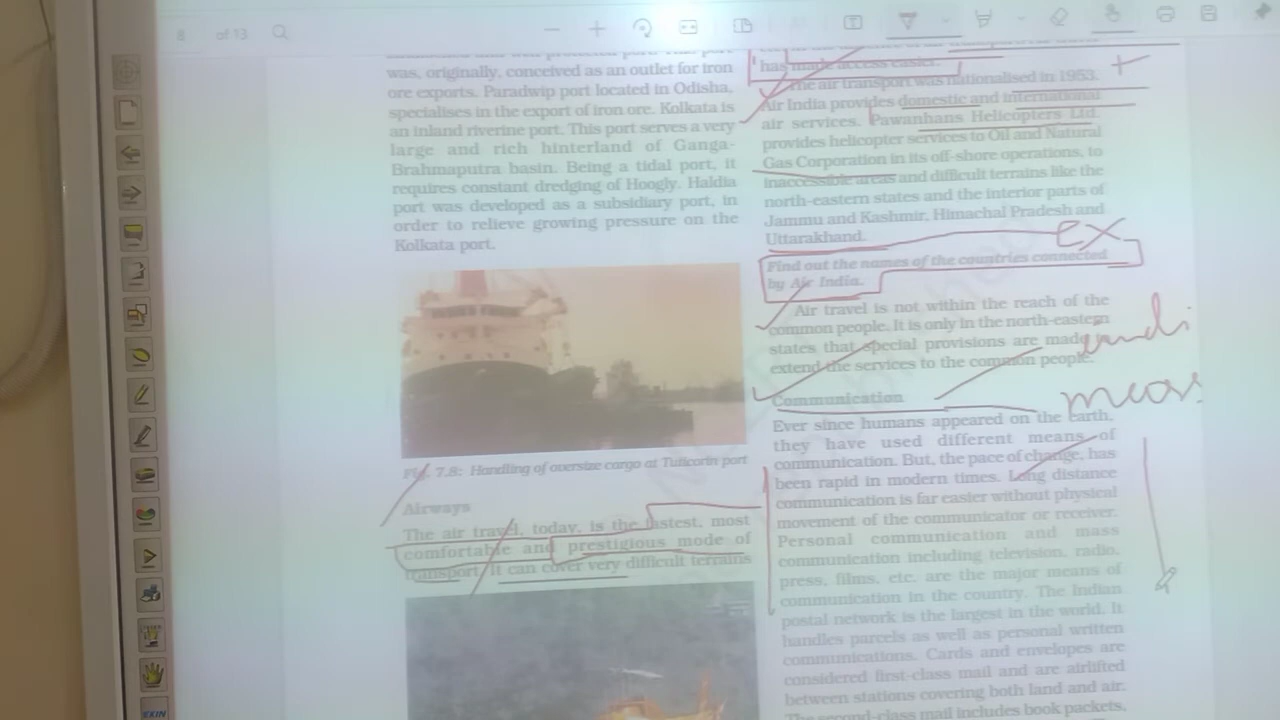 8 of 13
was, originally, conceived as an outlet for iron
ore exports. Paradwip port located in Odisha,
specialises in the export of iron ore. Kolkata is
an inland riverine port. This port serves a very
large and rich hinterland of Ganga-
Brahmaputra basin. Being a tidal port, it
requires constant dredging of Hoogly. Haldia
port was developed as a subsidiary port, in
order to relieve growing pressure on the
Kolkata port.
Fig. 7.8: Handling of oversize cargo at Tuticorin port
Airways
The air travel, today, is the fastest, most
comfortable and prestigious mode of
transport. It can cover very difficult terrains
has made access easier.
The air transport was nationalised in 1953.
Air India provides domestic and international
air services. Pawanhans Helicopters Ltd.
provides helicopter services to Oil and Natural
Gas Corporation in its off-shore operations, to
inaccessible areas and difficult terrains like the
north-eastern states and the interior parts of
Jammu and Kashmir, Himachal Pradesh and
Uttarakhand.
ex
Find out the names of the countries connected
by Air India.
Air travel is not within the reach of the
common people. It is only in the north-eastern
states that special provisions are made
extend the services to the common people.
Communication
Ever since humans appeared on the earth,
they have used different means of
communication. But, the pace of change, has
been rapid in modern times. Long distance
communication is far easier without physical
movement of the communicator or receiver.
Personal communication and mass
communication including television, radio,
press, films, etc. are the major means of
communication in the country. The Indian
postal network is the largest in the world. It
handles parcels as well as personal written
communications. Cards and envelopes are
considered first-class mail and are airlifted
between stations covering both land and air.
The second-class mail includes book packets,